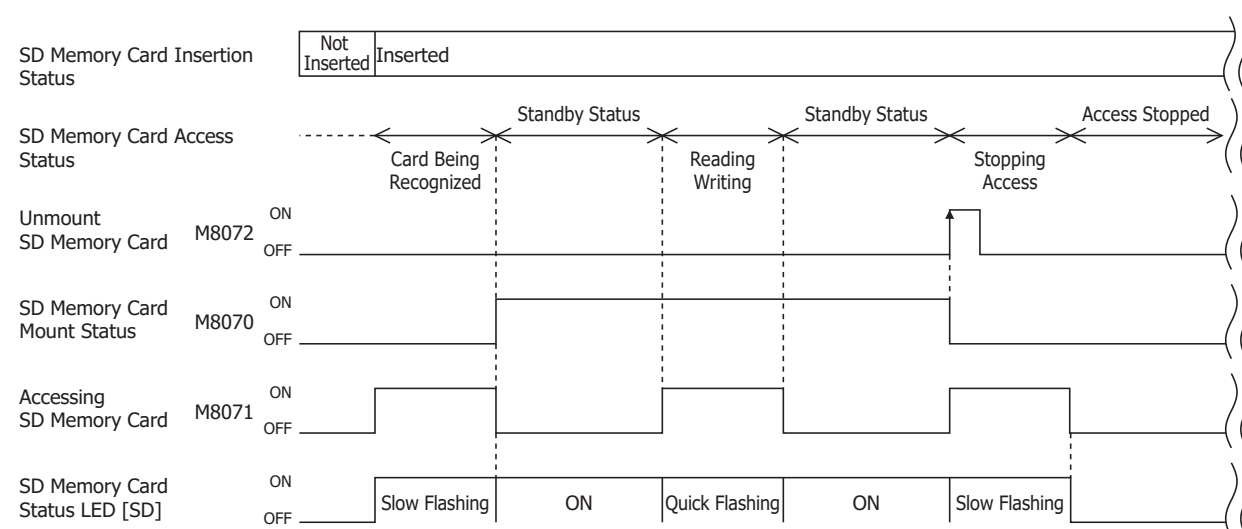 SD Memory Card Insertion
Status
Not
Inserted
Inserted
SD Memory Card Access
Status
Standby Status
Standby Status
Access Stopped
Card Being
Recognized
Reading
Writing
Stopping
Access
Unmount
SD Memory Card
M8072
ON
OFF
SD Memory Card
Mount Status
M8070
ON
OFF
Accessing
SD Memory Card
M8071
ON
OFF
SD Memory Card
Status LED [SD]
ON
OFF
Slow Flashing
ON
Quick Flashing
ON
Slow Flashing